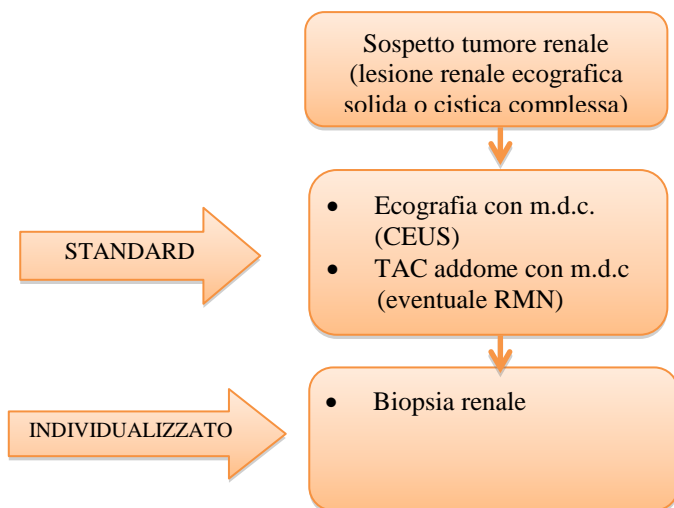 Sospetto tumore renale
(lesione renale ecografica
solida o cistica complessa)
STANDARD
• Ecografia con m.d.c.
(CEUS)
• TAC addome con m.d.c
(eventuale RMN)
INDIVIDUALIZZATO
• Biopsia renale